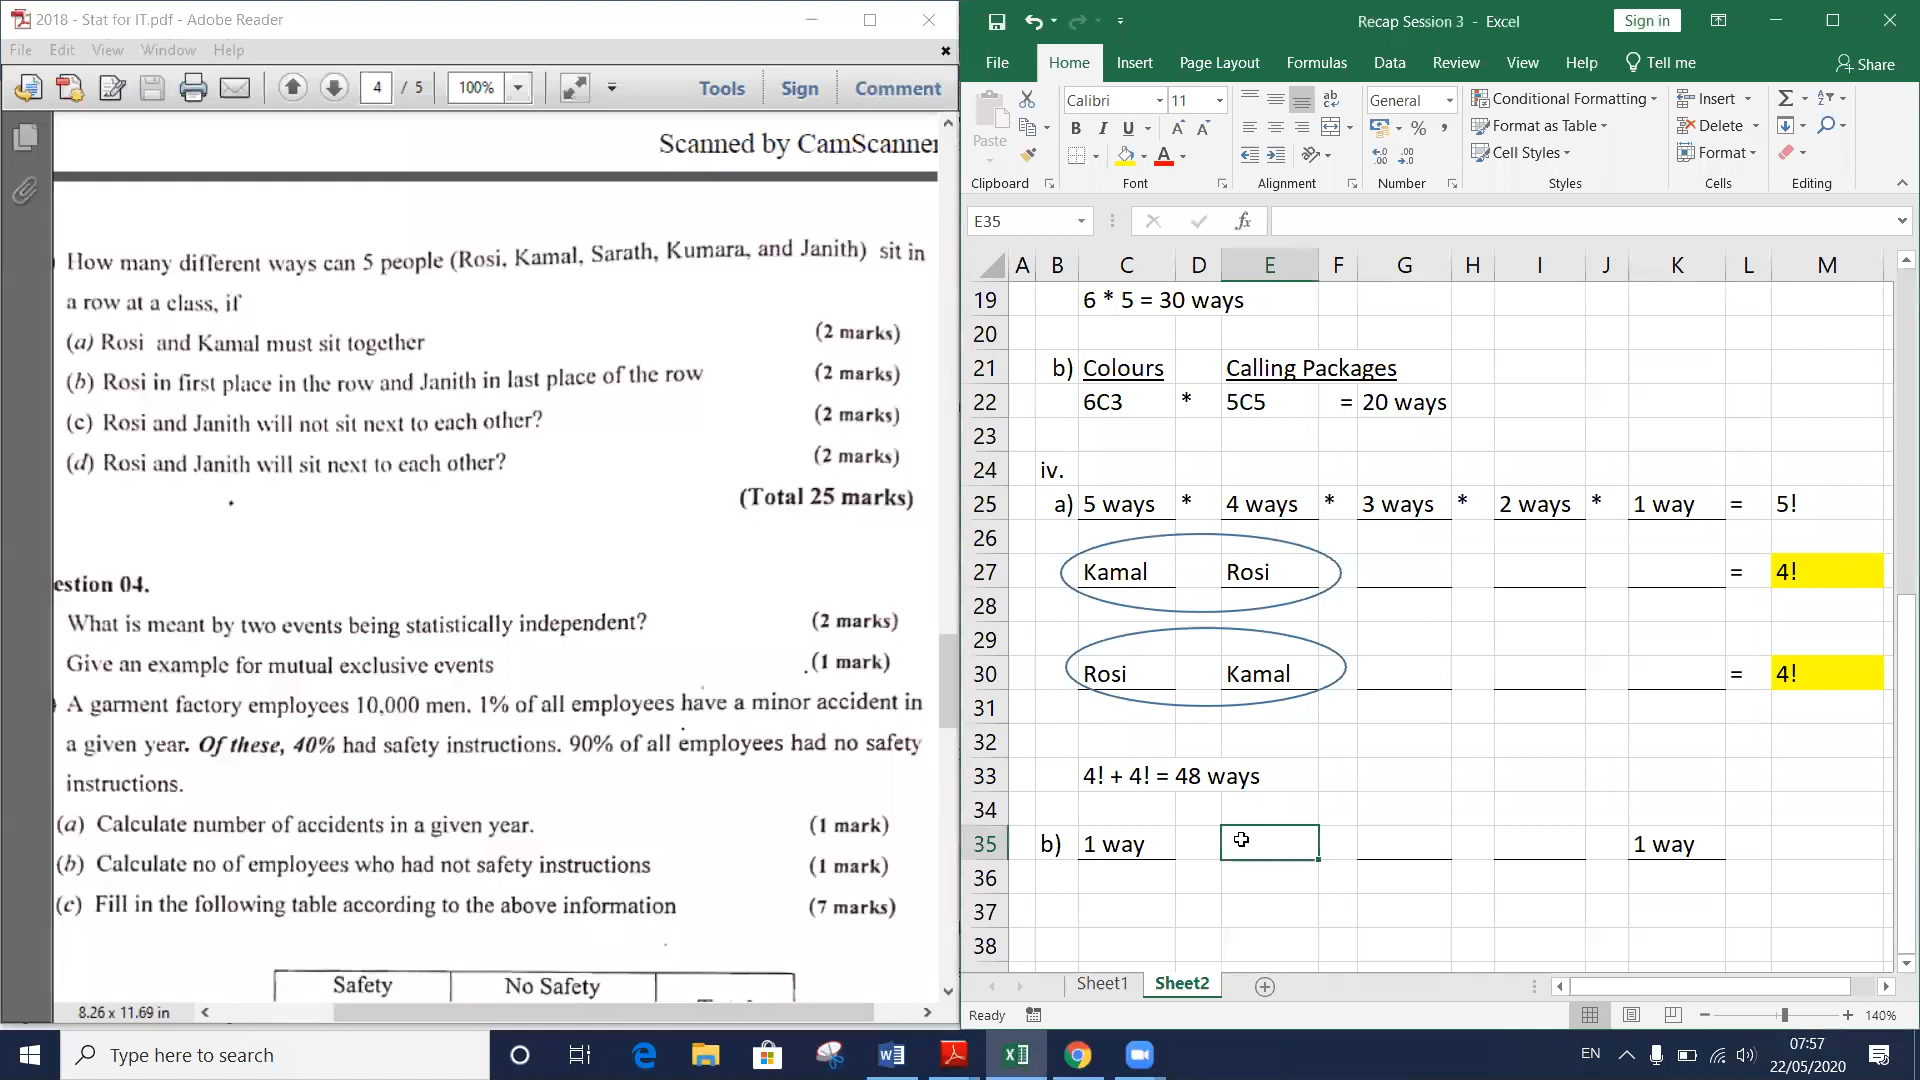 2018 - Stat for IT.pdf - Adobe Reader
File Edit View Window Help
4 / 5 100% Tools Sign Comment
Scanned by CamScanner
How many different ways can 5 people (Rosi, Kamal, Sarath, Kumara, and Janith) sit in
a row at a class, if
(a) Rosi and Kamal must sit together (2 marks)
(b) Rosi in first place in the row and Janith in last place of the row (2 marks)
(c) Rosi and Janith will not sit next to each other? (2 marks)
(d) Rosi and Janith will sit next to each other? (2 marks)
(Total 25 marks)
estion 04.
What is meant by two events being statistically independent? (2 marks)
Give an example for mutual exclusive events (1 mark)
A garment factory employees 10,000 men. 1% of all employees have a minor accident in
a given year. Of these, 40% had safety instructions. 90% of all employees had no safety
instructions.
(a) Calculate number of accidents in a given year. (1 mark)
(b) Calculate no of employees who had not safety instructions (1 mark)
(c) Fill in the following table according to the above information (7 marks)
Safety No Safety
8.26 x 11.69 in
Recap Session 3 - Excel Sign in
File Home Insert Page Layout Formulas Data Review View Help Tell me Share
Paste Calibri 11 General Conditional Formatting Insert
Format as Table Delete
Cell Styles Format
Clipboard Font Alignment Number Styles Cells Editing
E35 fx
A B C D E F G H I J K L M
19 6 * 5 = 30 ways
20
21 b) Colours Calling Packages
22 6C3 * 5C5 = 20 ways
23
24 iv.
25 a) 5 ways * 4 ways * 3 ways * 2 ways * 1 way = 5!
26
27 Kamal Rosi = 4!
28
29
30 Rosi Kamal = 4!
31
32
33 4! + 4! = 48 ways
34
35 b) 1 way 1 way
36
37
38
Sheet1 Sheet2
Ready 140%
Type here to search
EN 07:57
22/05/2020